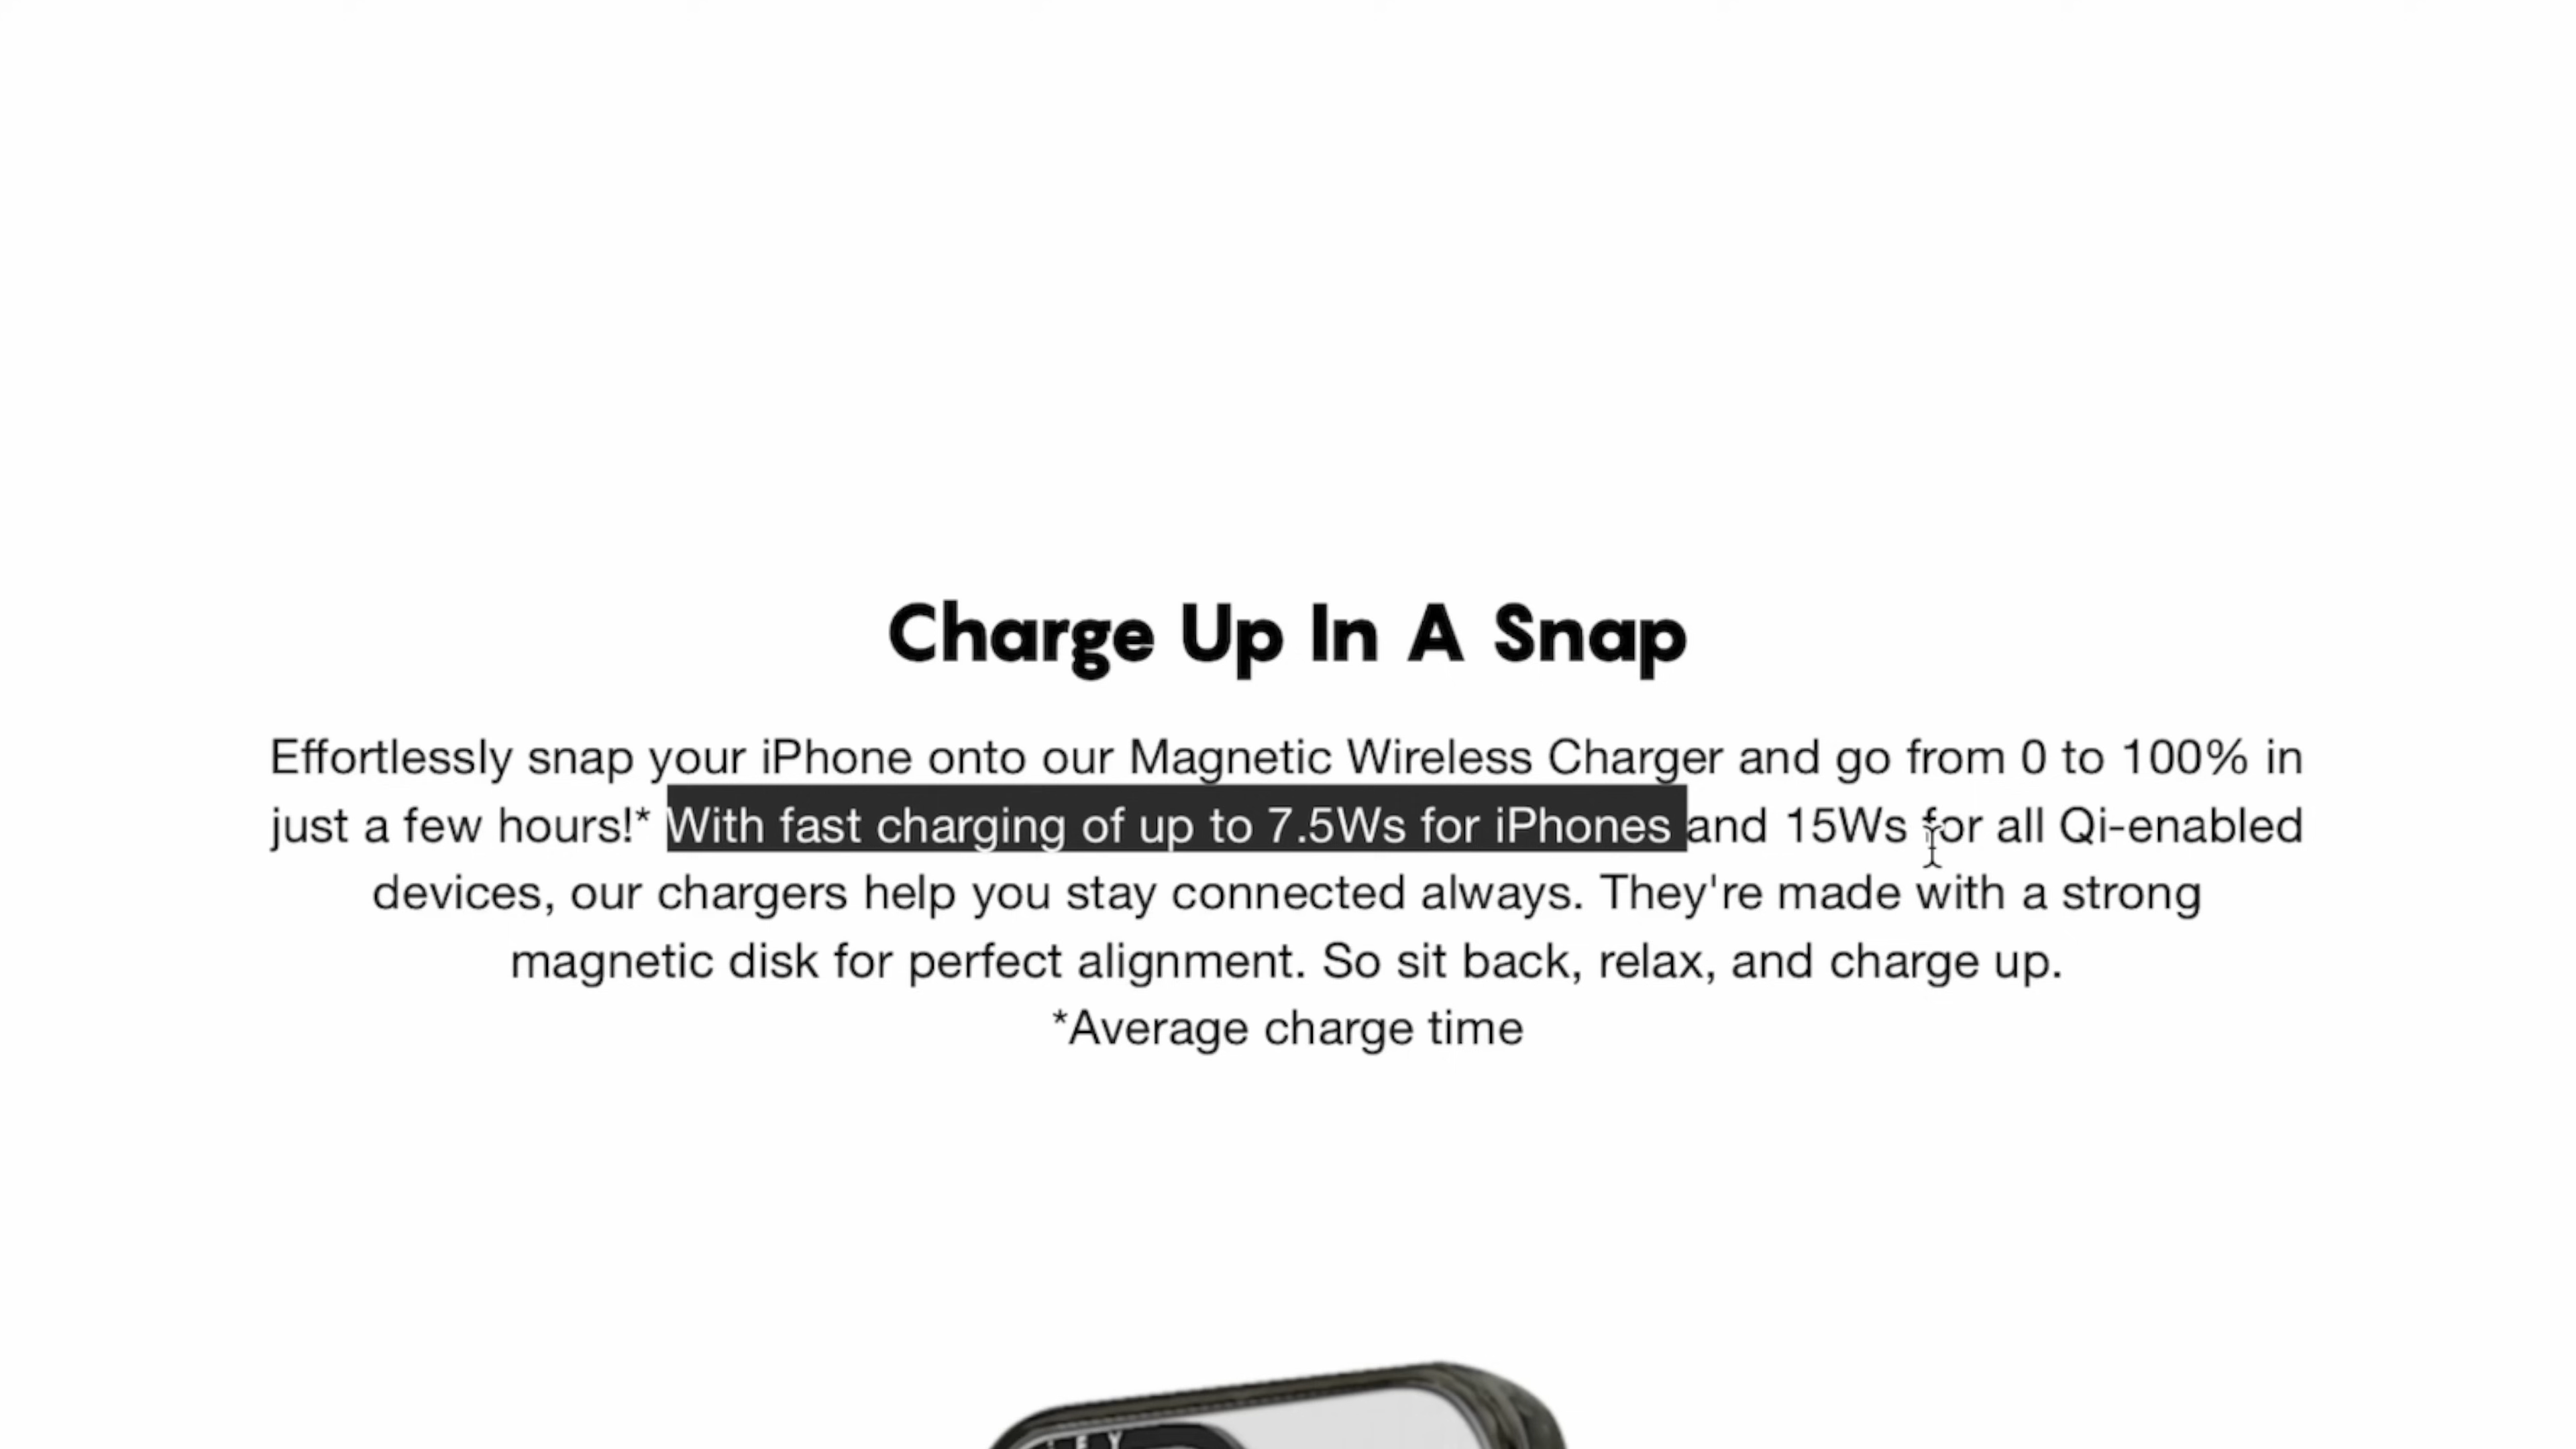 Charge Up In A Snap
Effortlessly snap your iPhone onto our Magnetic Wireless Charger and go from 0 to 100% in
just a few hours!* With fast charging of up to 7.5Ws for iPhones and 15Ws for all Qi-enabled
devices, our chargers help you stay connected always. They're made with a strong
magnetic disk for perfect alignment. So sit back, relax, and charge up.
*Average charge time